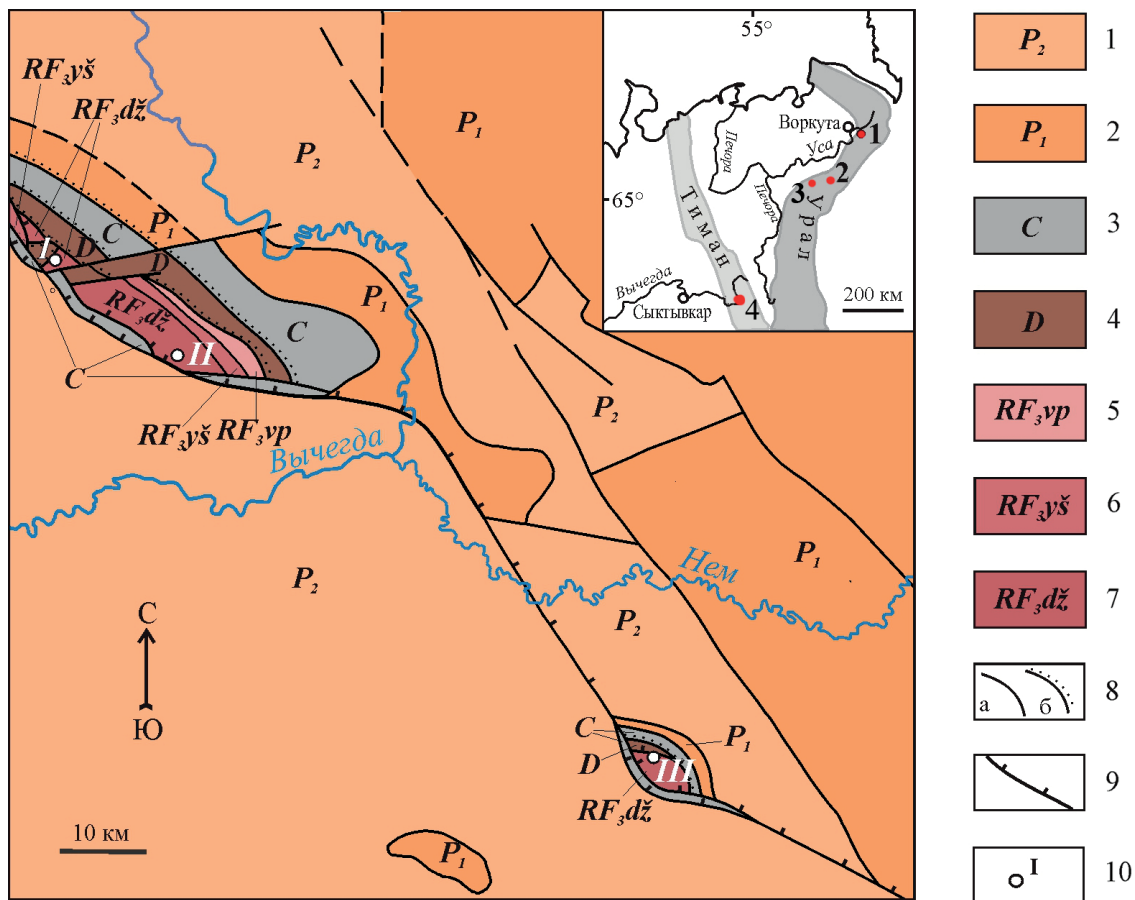 RF₃yš
RF₃dž
P₂
P₁
P₁
C
D
D
I
RF₃dž
II
C
C
P₁
RF₃yš
RF₃vp
Вычегда
P₂
P₂
Нем
P₁
P₂
С
Ю
10 км
C
D
III
P₁
RF₃dž
P₁
55°
65°
Воркута
Уса
Печора
Печора
Тиман
Урал
Вычегда
Сыктывкар
1
2
3
4
200 км
P₂ 1
P₁ 2
C 3
D 4
RF₃vp 5
RF₃yš 6
RF₃dž 7
а б 8
9
I 10